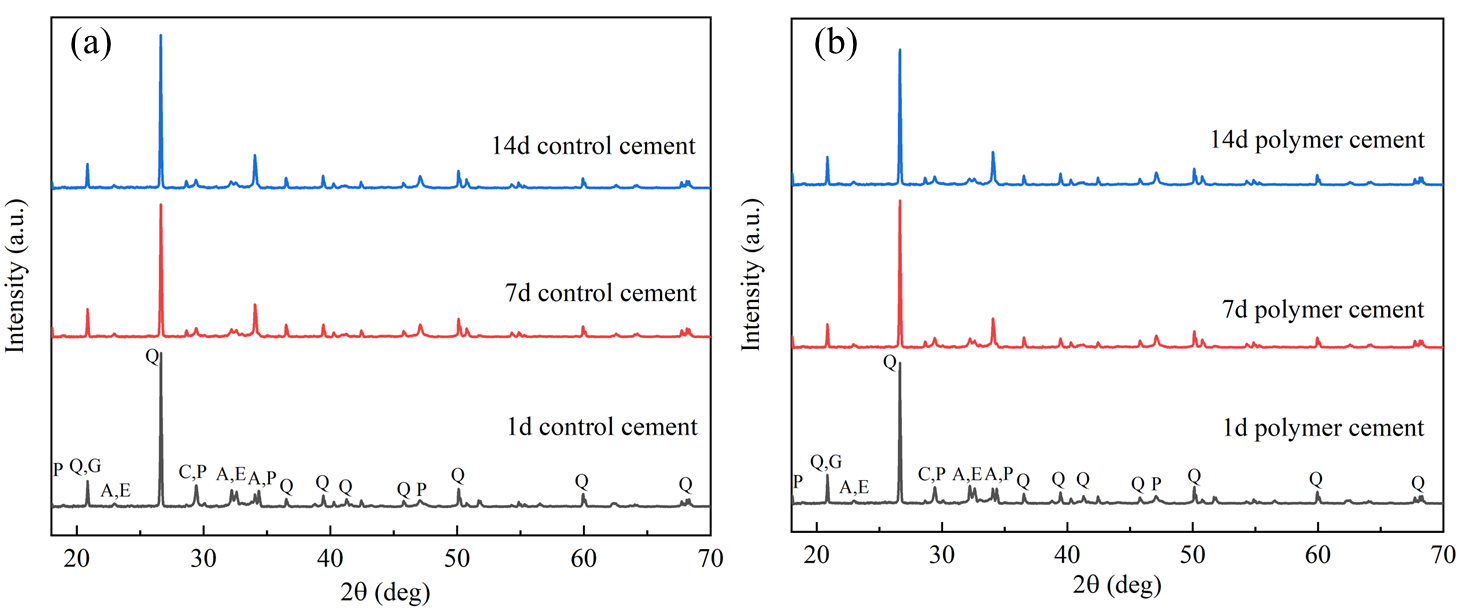 (a)
14d control cement
7d control cement
1d control cement
Q
P Q,G
A,E
C,P
A,E
A,P
Q
Q
Q
Q P
Q
Q
Q
20 30 40 50 60 70
2θ (deg)
Intensity (a.u.)
(b)
14d polymer cement
7d polymer cement
1d polymer cement
Q
P
Q,G
A,E
C,P
A,E
A,P
Q
Q
Q
Q P
Q
Q
Q
20 30 40 50 60 70
2θ (deg)
Intensity (a.u.)